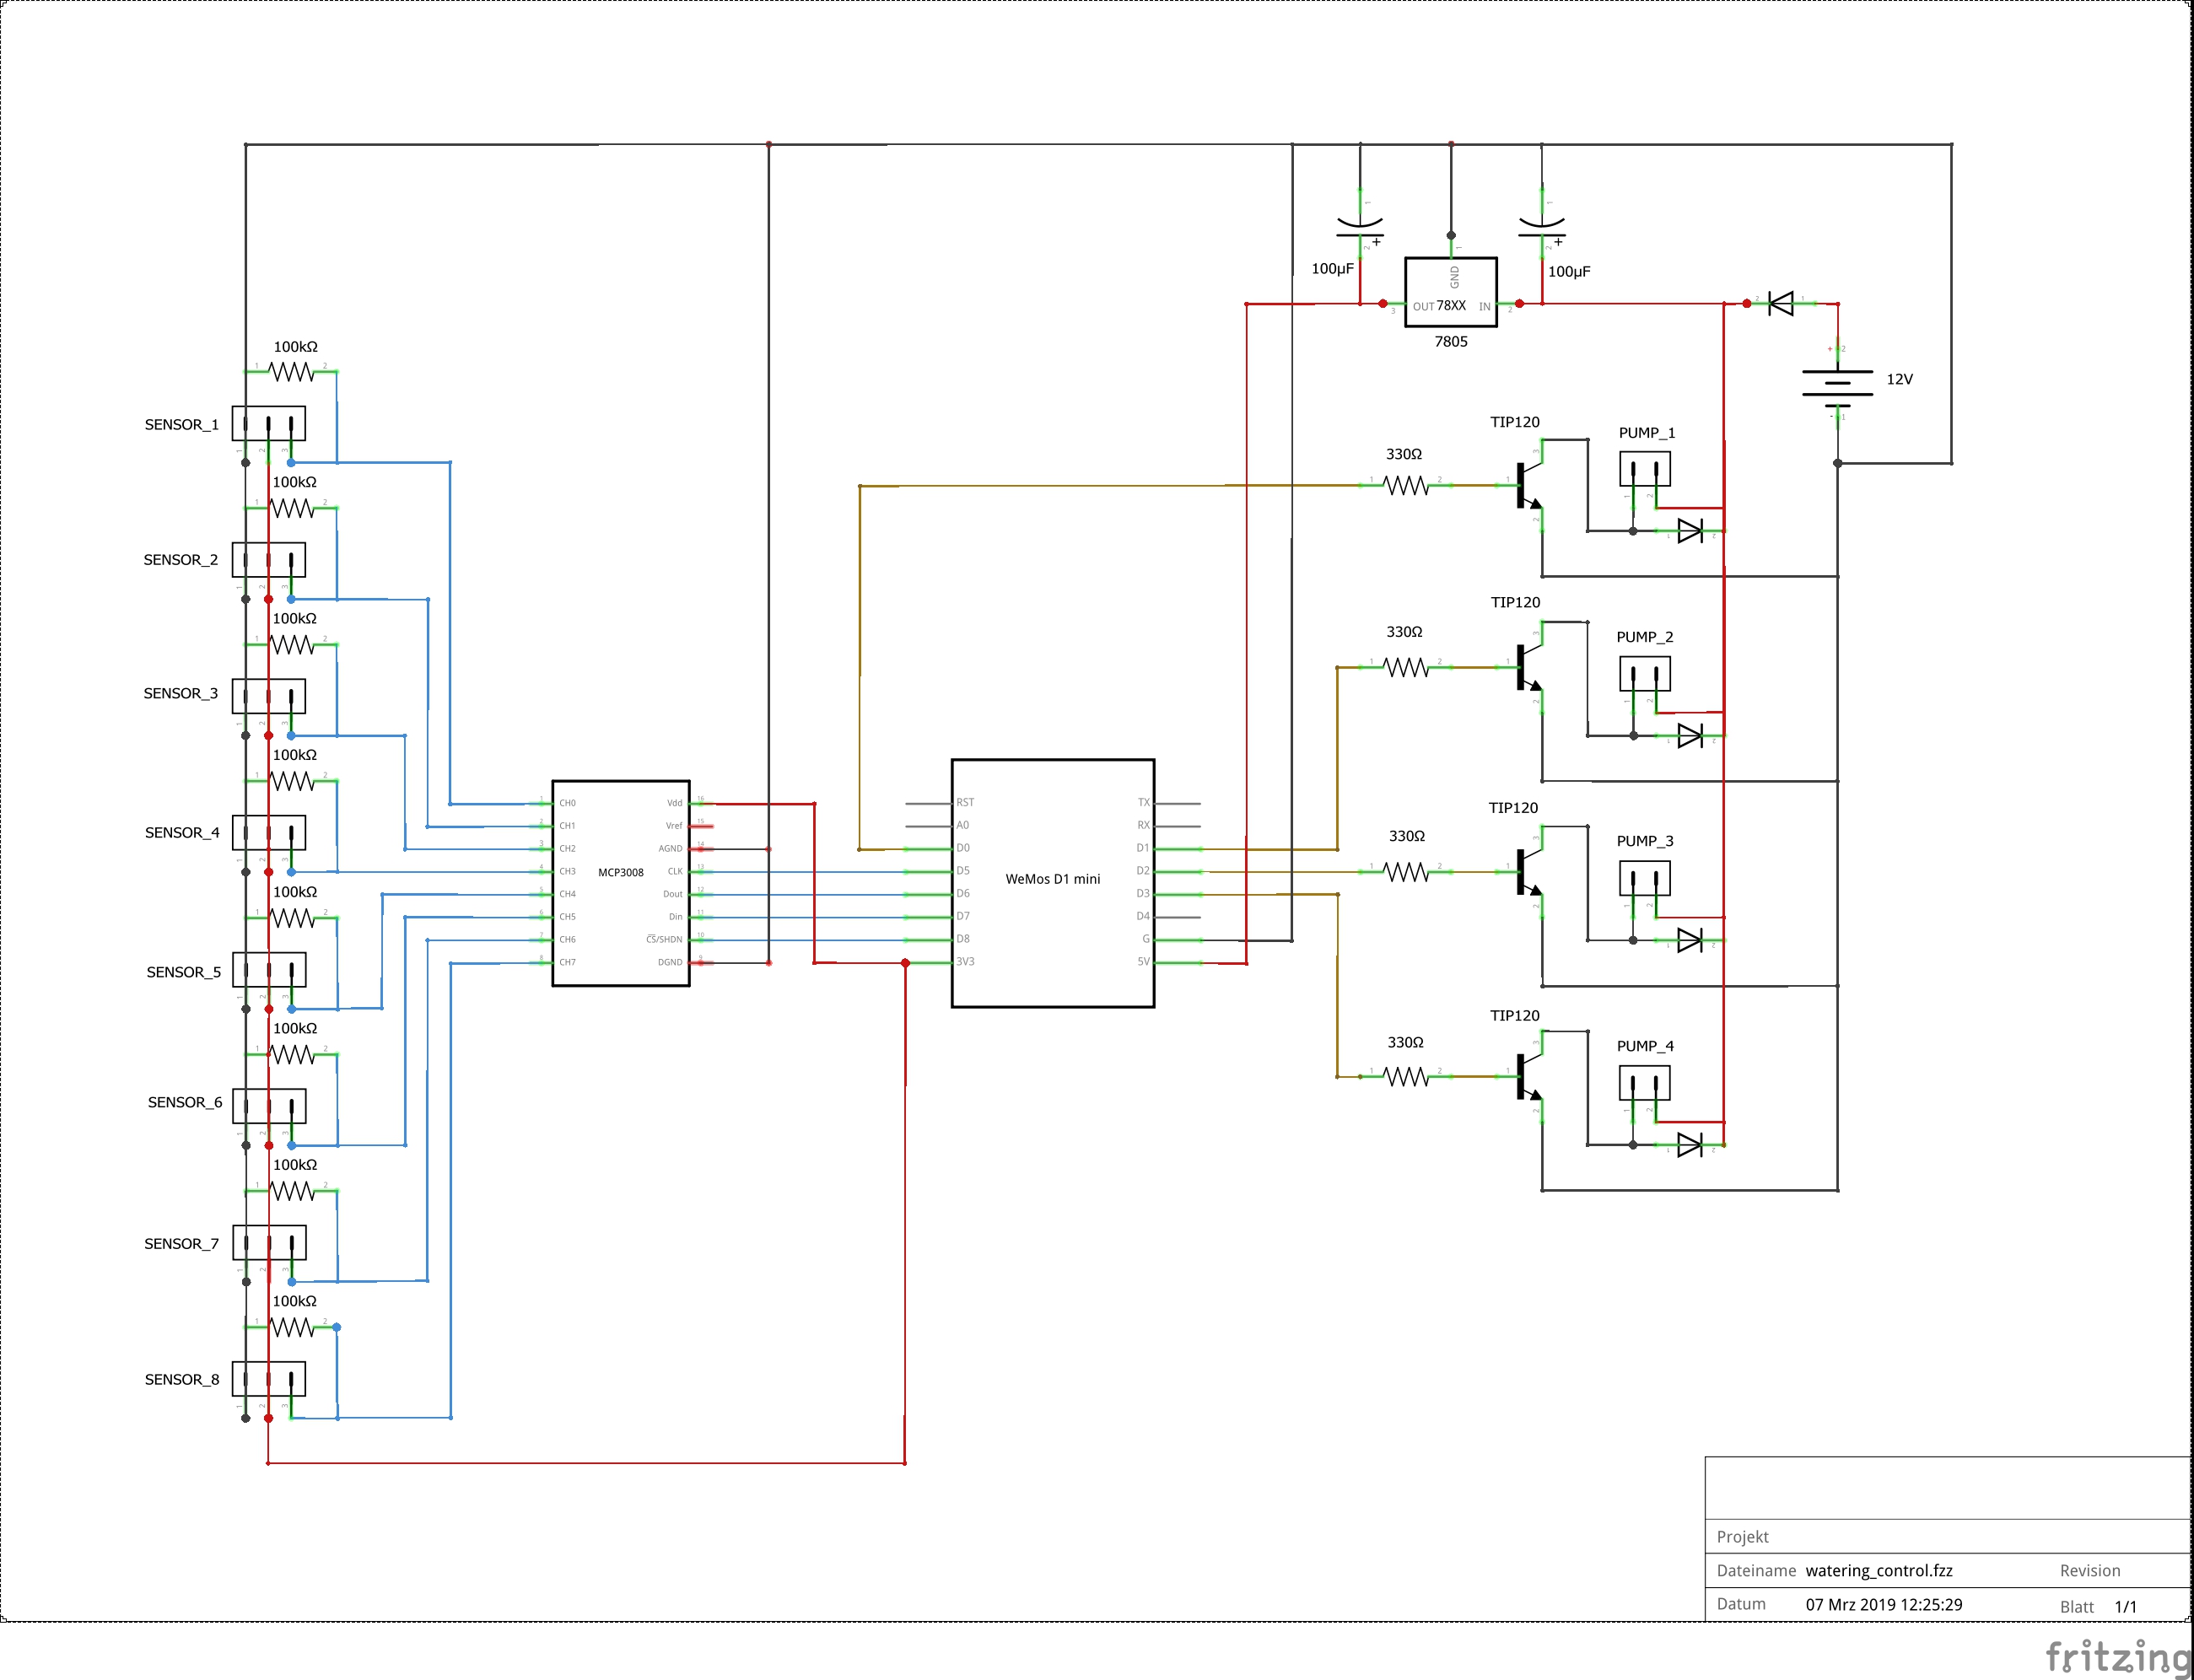 100µF
100µF
GND
OUT 78XX IN
7805
12V
100kΩ
SENSOR_1
100kΩ
SENSOR_2
100kΩ
SENSOR_3
100kΩ
SENSOR_4
100kΩ
SENSOR_5
100kΩ
SENSOR_6
100kΩ
SENSOR_7
100kΩ
SENSOR_8
MCP3008
CH0
CH1
CH2
CH3
CH4
CH5
CH6
CH7
Vdd
Vref
AGND
CLK
Dout
Din
CS/SHDN
DGND
WeMos D1 mini
RST
A0
D0
D5
D6
D7
D8
3V3
TX
RX
D1
D2
D3
D4
G
5V
330Ω
TIP120
PUMP_1
330Ω
TIP120
PUMP_2
330Ω
TIP120
PUMP_3
330Ω
TIP120
PUMP_4
Projekt
Dateiname watering_control.fzz Revision
Datum 07 Mrz 2019 12:25:29 Blatt 1/1
fritzing